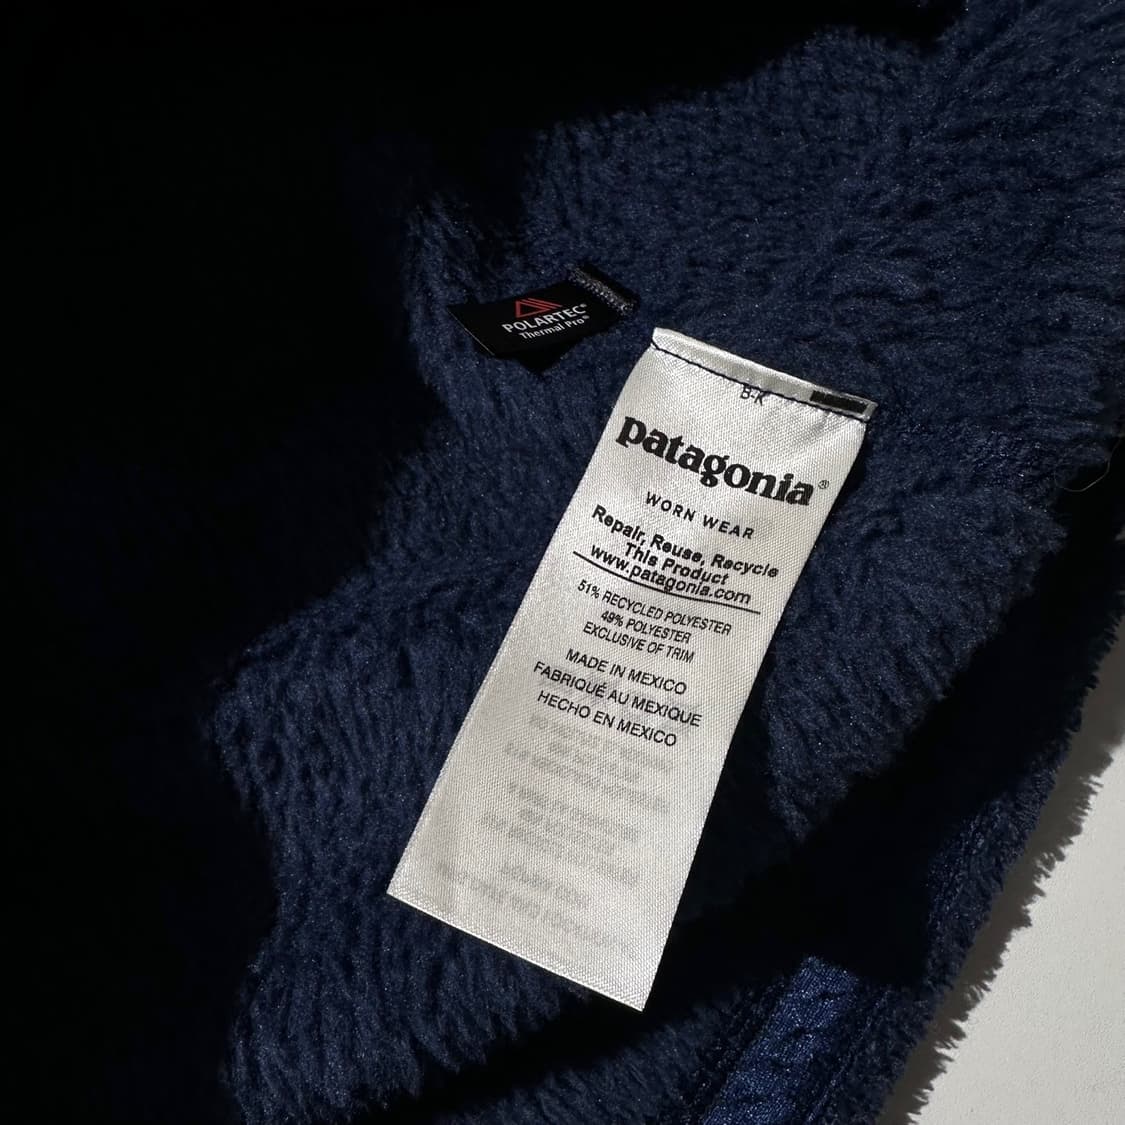 POLARTEC®
Thermal Pro®
B-K
patagonia®
WORN WEAR
Repair, Reuse, Recycle
This Product
www.patagonia.com
51% RECYCLED POLYESTER
49% POLYESTER
EXCLUSIVE OF TRIM
MADE IN MEXICO
FABRIQUÉ AU MEXIQUE
HECHO EN MEXICO